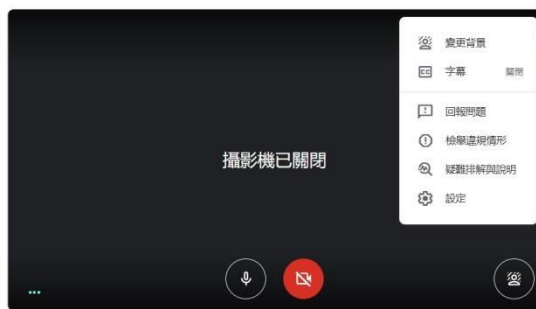 變更背景
CC 字幕 關閉
回報問題
檢舉違規情形
疑難排解與說明
設定
攝影機已關閉